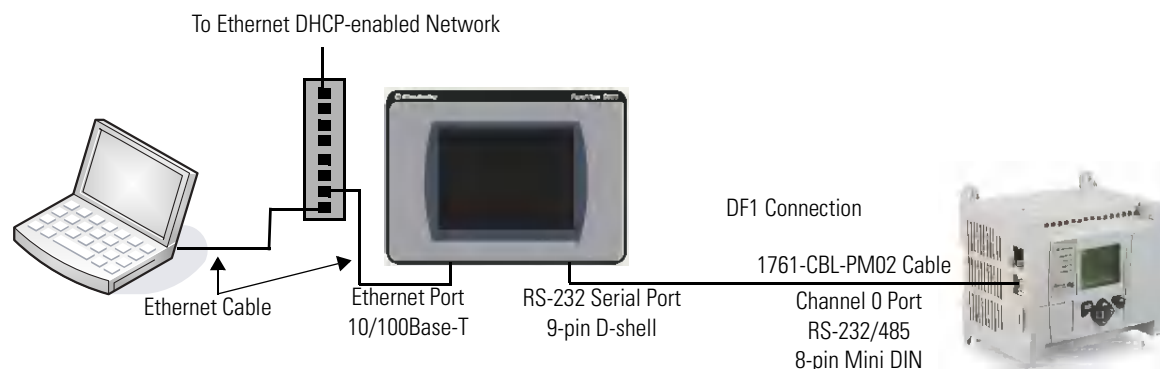 To Ethernet DHCP-enabled Network
DF1 Connection
1761-CBL-PM02 Cable
Ethernet Cable
Ethernet Port
10/100Base-T
RS-232 Serial Port
9-pin D-shell
Channel 0 Port
RS-232/485
8-pin Mini DIN